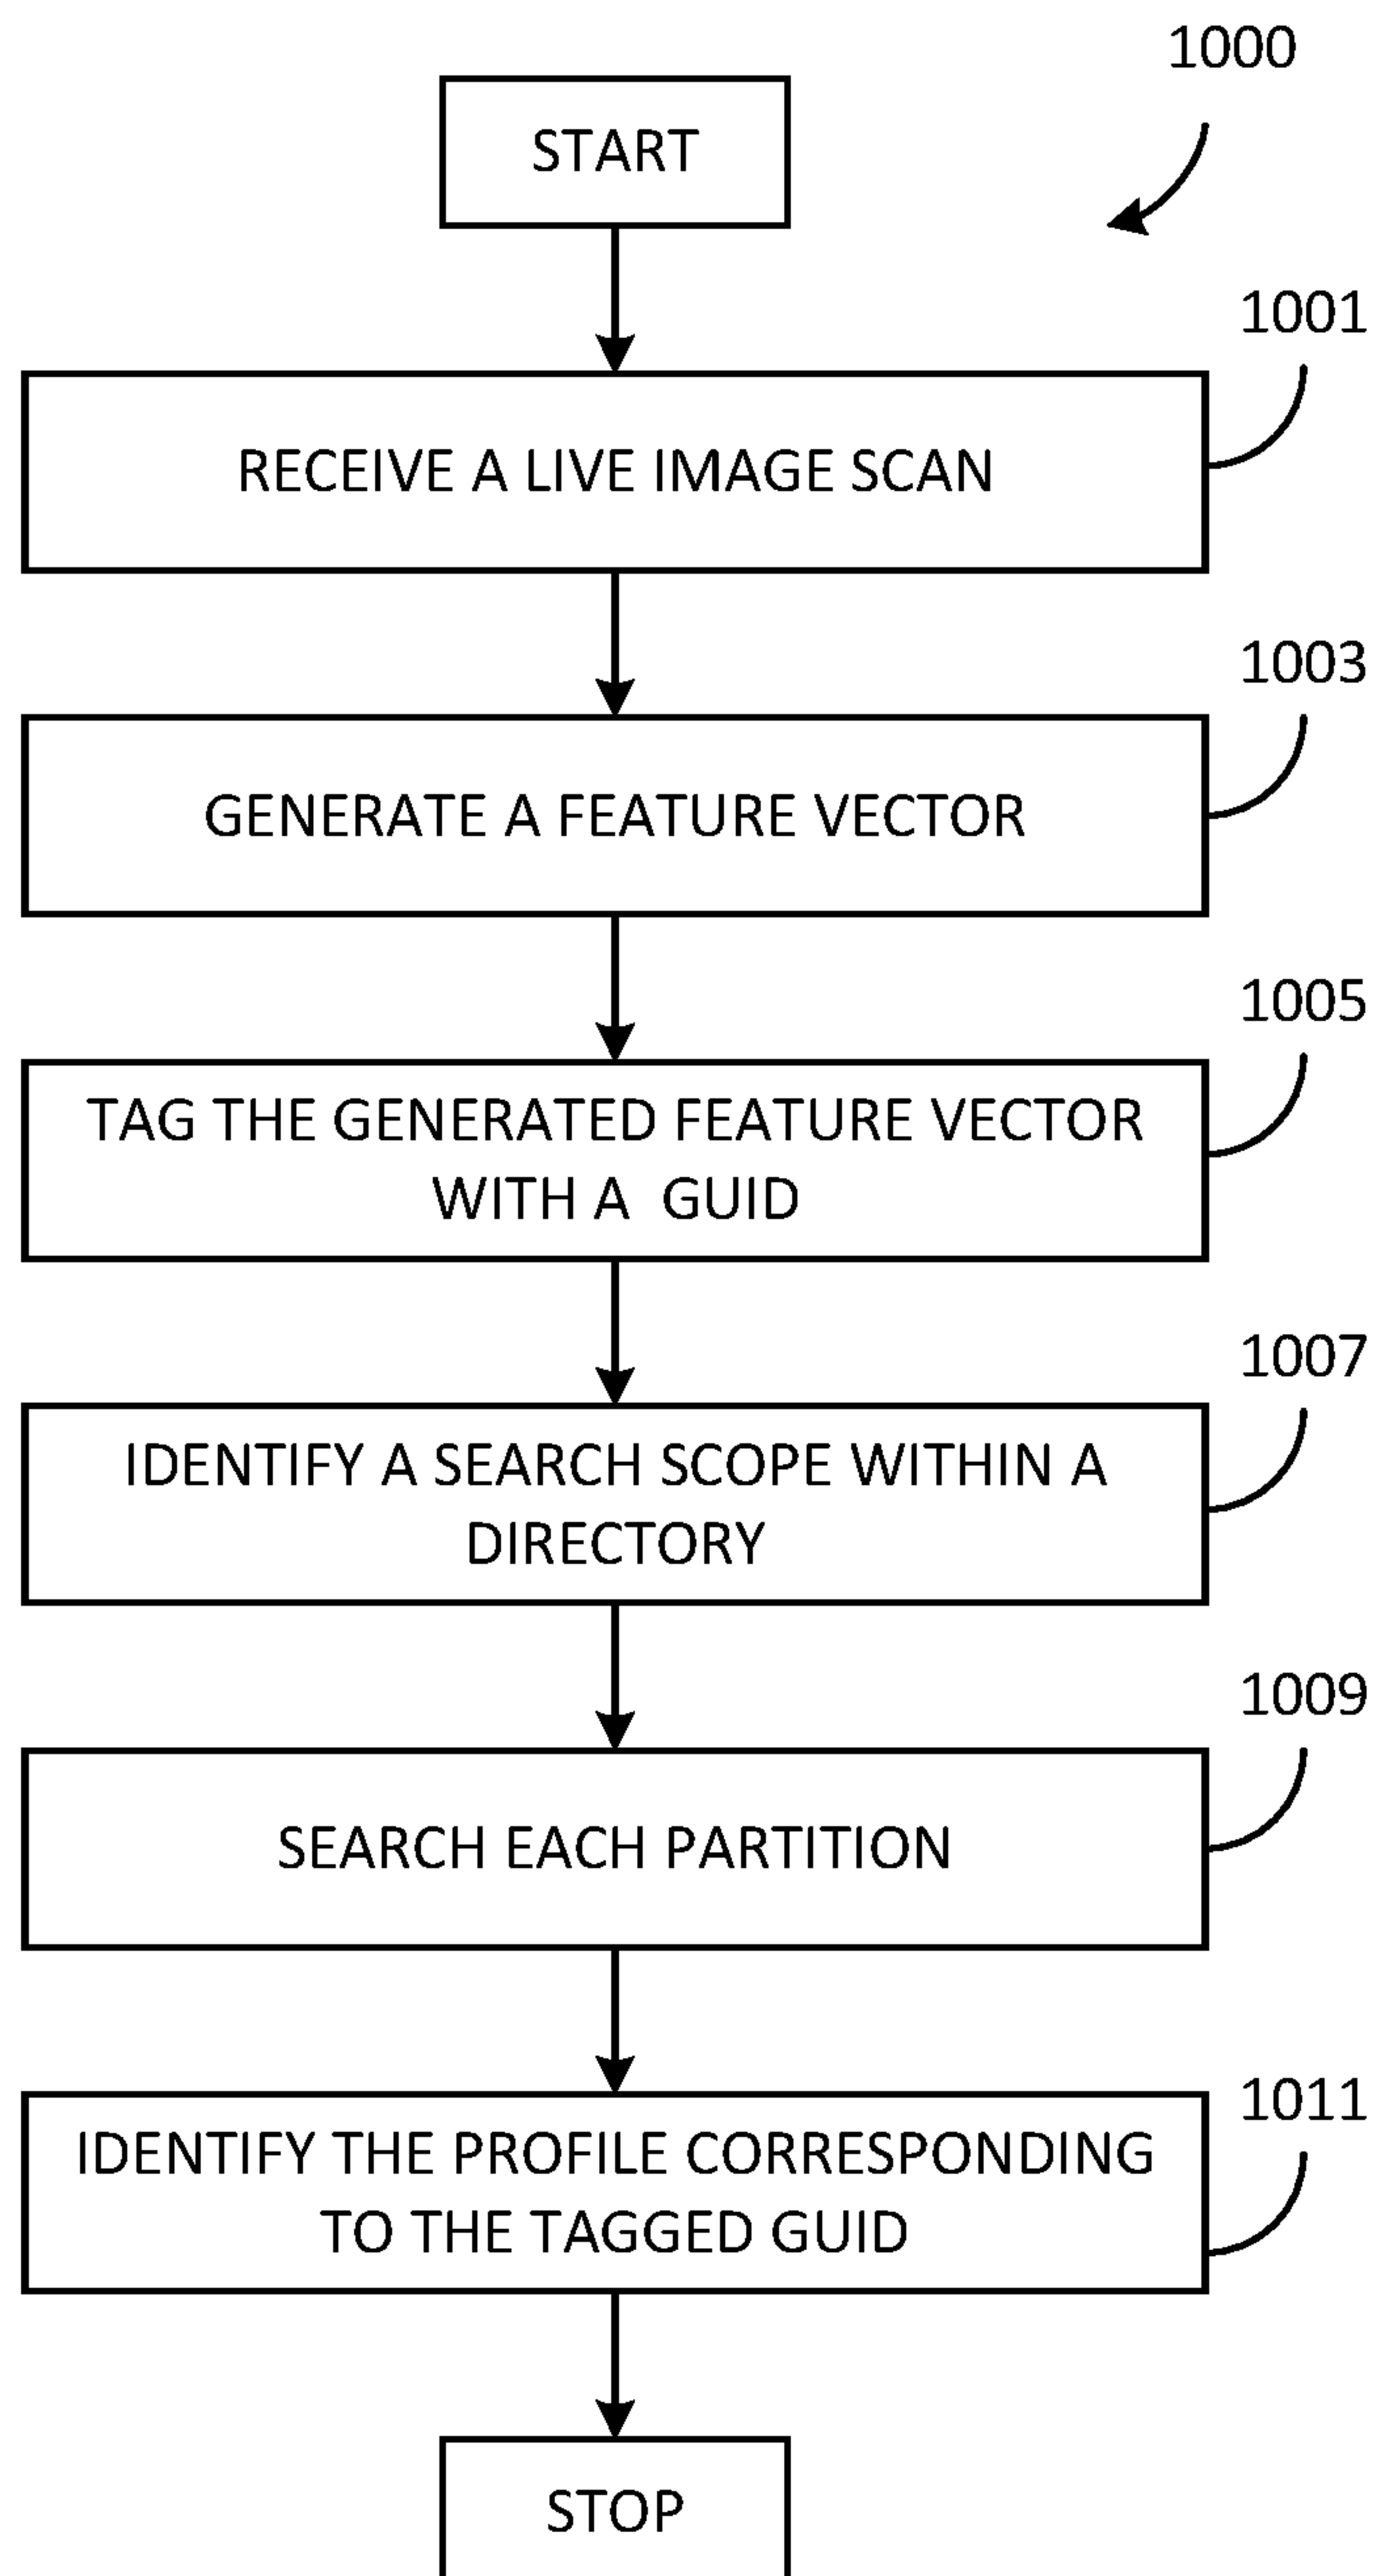 1000
START
1001
RECEIVE A LIVE IMAGE SCAN
1003
GENERATE A FEATURE VECTOR
1005
TAG THE GENERATED FEATURE VECTOR
WITH A GUID
1007
IDENTIFY A SEARCH SCOPE WITHIN A
DIRECTORY
1009
SEARCH EACH PARTITION
1011
IDENTIFY THE PROFILE CORRESPONDING
TO THE TAGGED GUID
STOP